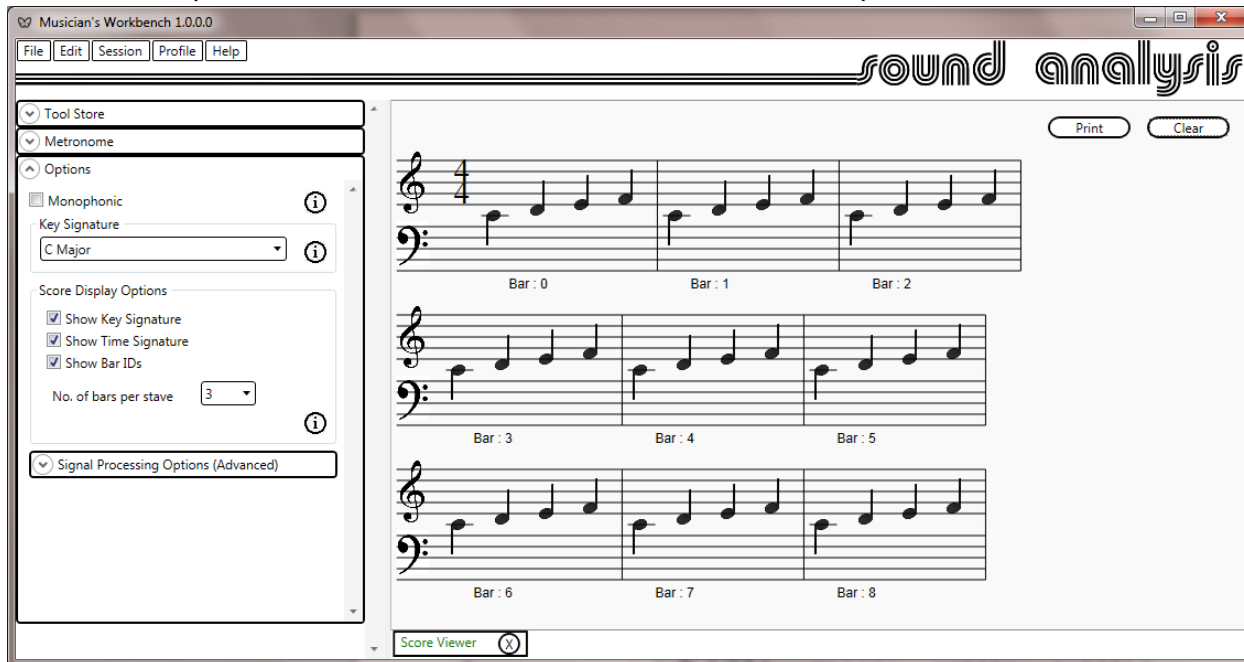 Musician's Workbench 1.0.0.0
File Edit Session Profile Help
sound analysis
Tool Store
Metronome
Options
Monophonic
Key Signature
C Major
Score Display Options
Show Key Signature
Show Time Signature
Show Bar IDs
No. of bars per stave 3
Signal Processing Options (Advanced)
Print Clear
4
4
Bar : 0 Bar : 1 Bar : 2
Bar : 3 Bar : 4 Bar : 5
Bar : 6 Bar : 7 Bar : 8
Score Viewer X